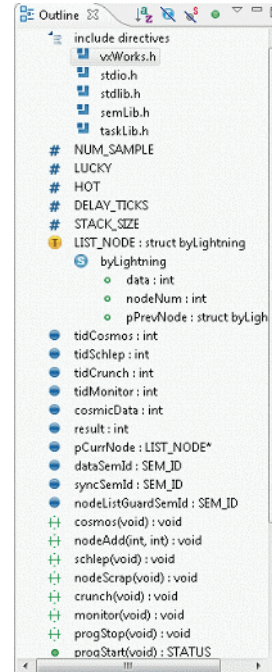 Outline
include directives
vxWorks.h
stdio.h
stdlib.h
semLib.h
taskLib.h
# NUM_SAMPLE
# LUCKY
# HOT
# DELAY_TICKS
# STACK_SIZE
T LIST_NODE : struct byLightning
S byLightning
data : int
nodeNum : int
pPrevNode : struct byLigh
tidCosmos : int
tidSchlep : int
tidCrunch : int
tidMonitor : int
cosmicData : int
result : int
pCurrNode : LIST_NODE*
dataSemId : SEM_ID
syncSemId : SEM_ID
nodeListGuardSemId : SEM_ID
cosmos(void) : void
nodeAdd(int, int) : void
schlep(void) : void
nodeScrap(void) : void
crunch(void) : void
monitor(void) : void
progStop(void) : void
progStart(void) : STATUS